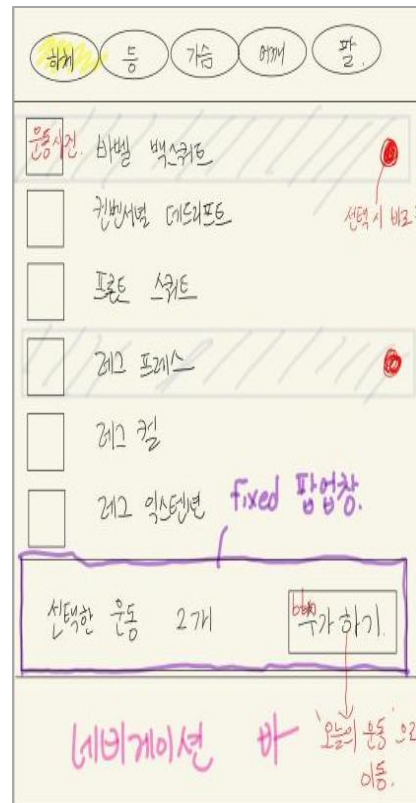 하체 등 가슴 어깨 팔.
운동사진. 바벨 백스쿼트
컨벤셔널 데드리프트
선택시 바로
프론트 스쿼트
레그 프레스
레그 컬
레그 익스텐션
fixed 팝업창.
선택한 운동 2개
추가하기.
네비게이션 바
'오늘의 운동'으로
이동.